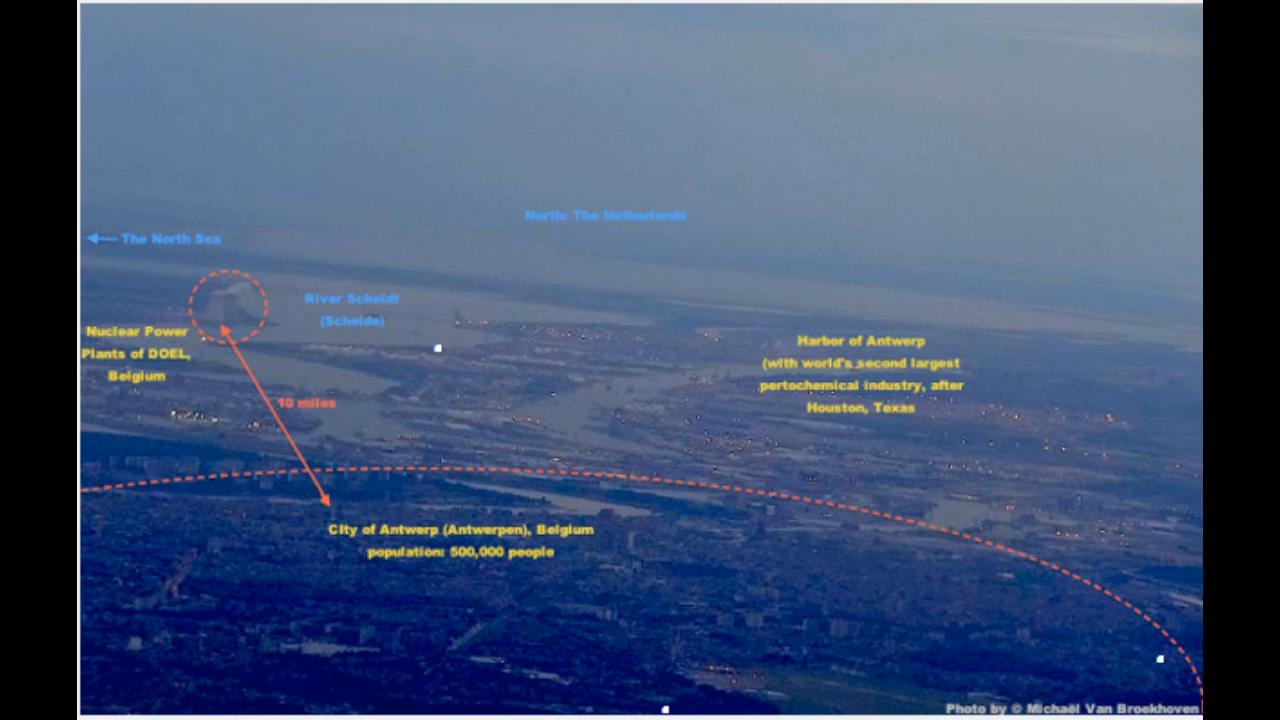 North: The Netherlands
The North Sea
River Scheldt
(Schelde)
Nuclear Power
Plants of DOEL,
Belgium
Harbor of Antwerp
(with world's second largest
pertochemical industry, after
Houston, Texas
10 miles
City of Antwerp (Antwerpen), Belgium
population: 500,000 people
Photo by © Michaël Van Broekhoven